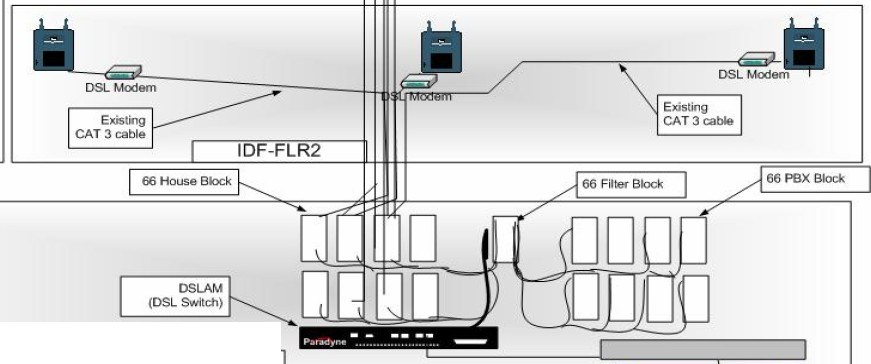 DSL Modem
DSL Modem
DSL Modem
Existing
CAT 3 cable
Existing
CAT 3 cable
IDF-FLR2
66 House Block
66 Filter Block
66 PBX Block
DSLAM
(DSL Switch)
Paradyne